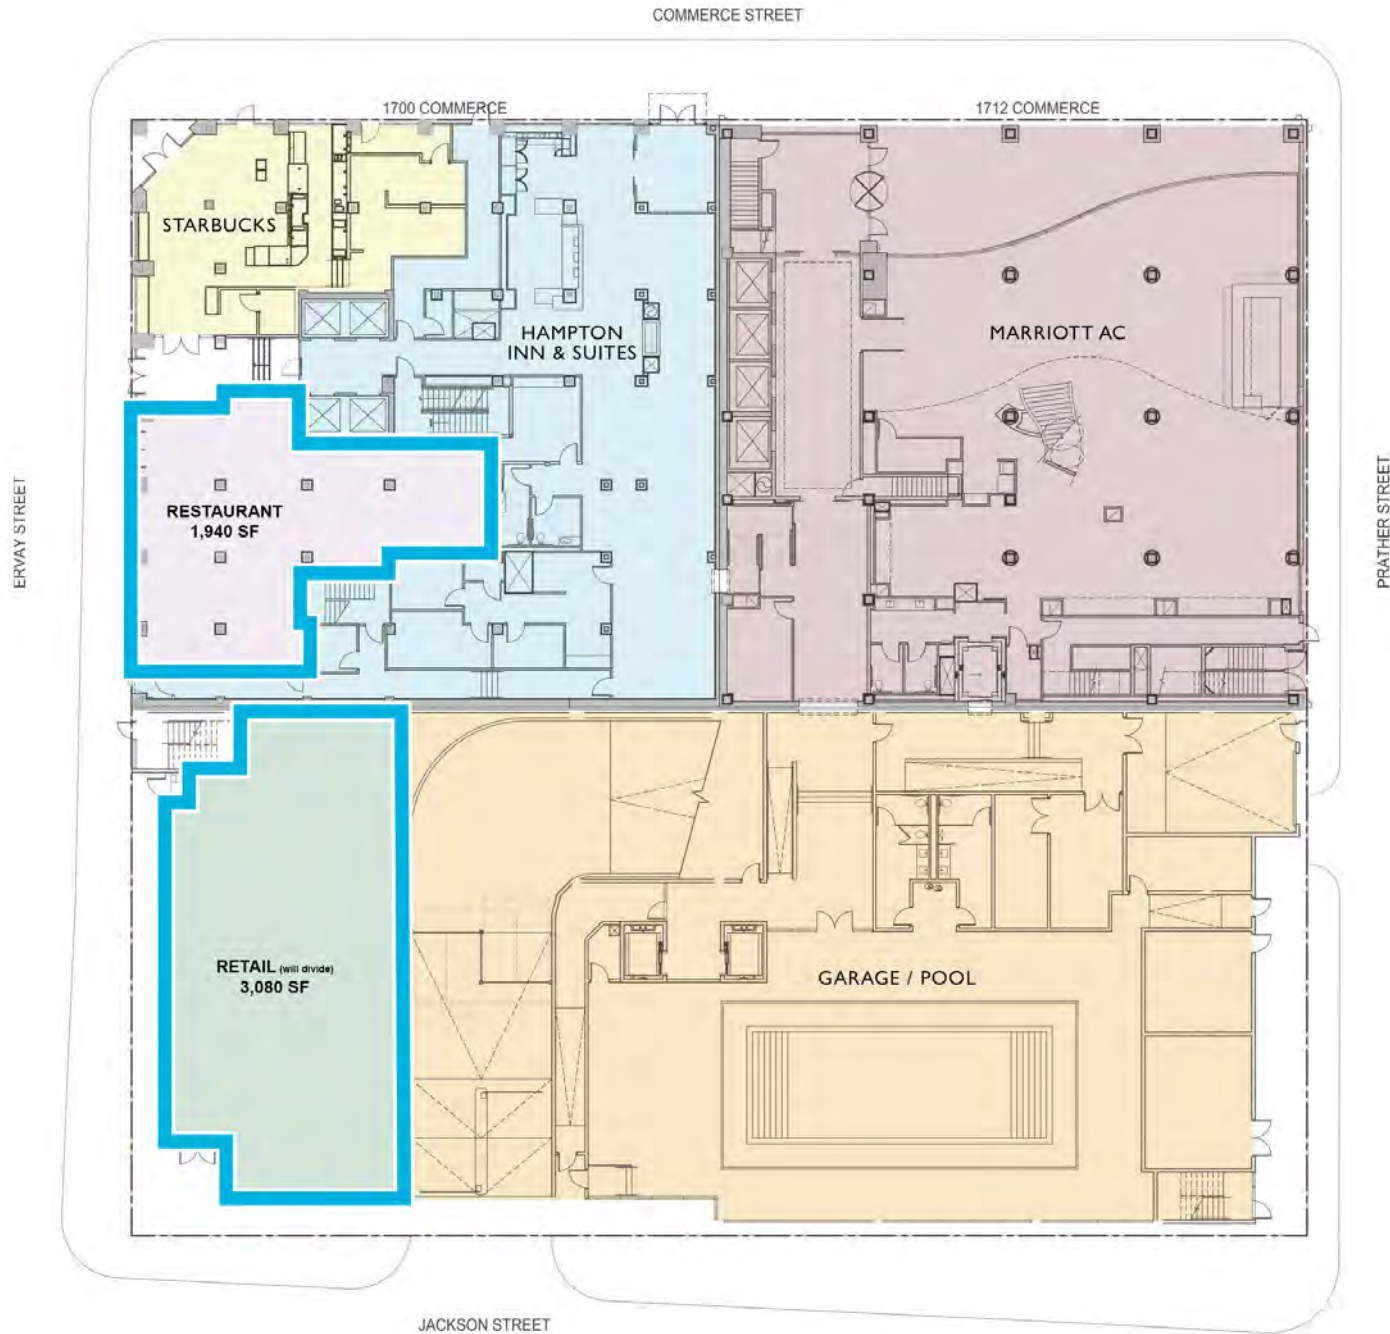 COMMERCE STREET
1700 COMMERCE
1712 COMMERCE
STARBUCKS
HAMPTON
INN & SUITES
MARRIOTT AC
ERVAY STREET
PRATHER STREET
RESTAURANT
1,940 SF
RETAIL (will divide)
3,080 SF
GARAGE / POOL
JACKSON STREET